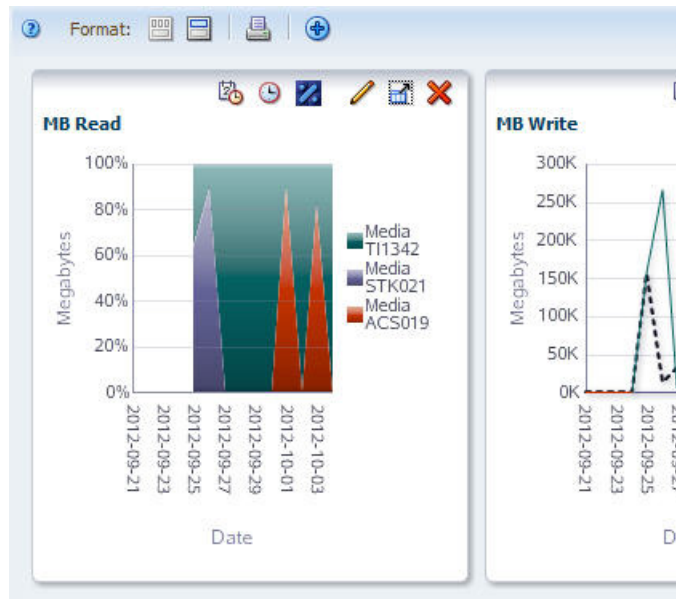 Format:
MB Read
100%
80%
60%
40%
20%
0%
Megabytes
2012-09-21
2012-09-23
2012-09-25
2012-09-27
2012-09-29
2012-10-01
2012-10-03
Date
Media
TI1342
Media
STK021
Media
ACS019
MB Write
300K
250K
200K
150K
100K
50K
0K
Megabytes
2012-09-21
2012-09-23
2012-09-25
D